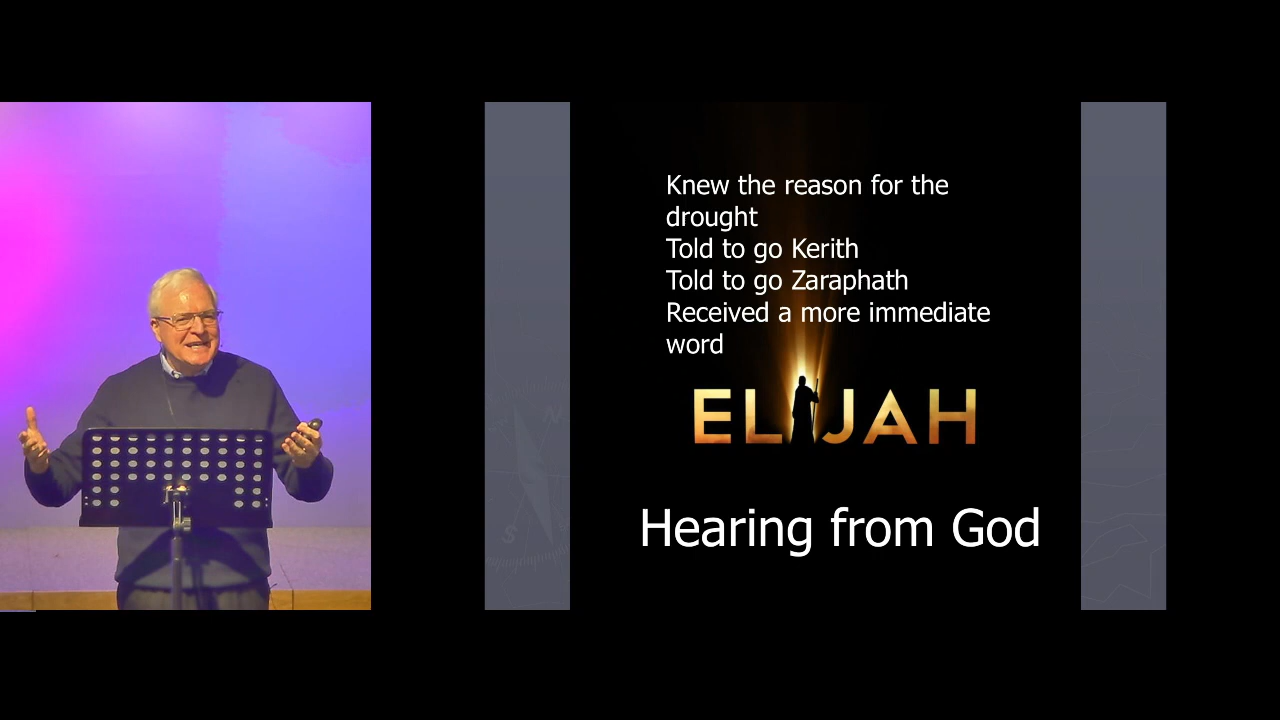 Knew the reason for the
drought
Told to go Kerith
Told to go Zaraphath
Received a more immediate
word
ELIJAH
Hearing from God